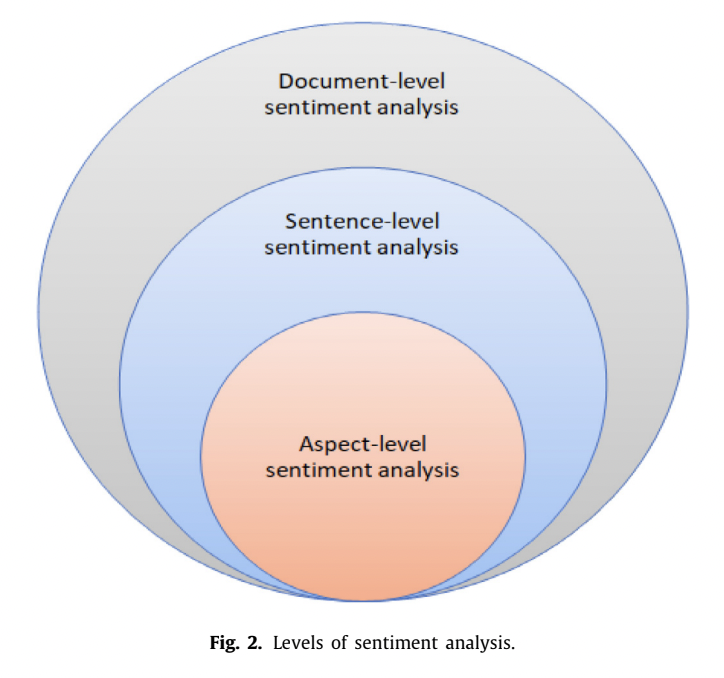 Document-level
sentiment analysis
Sentence-level
sentiment analysis
Aspect-level
sentiment analysis
Fig. 2. Levels of sentiment analysis.